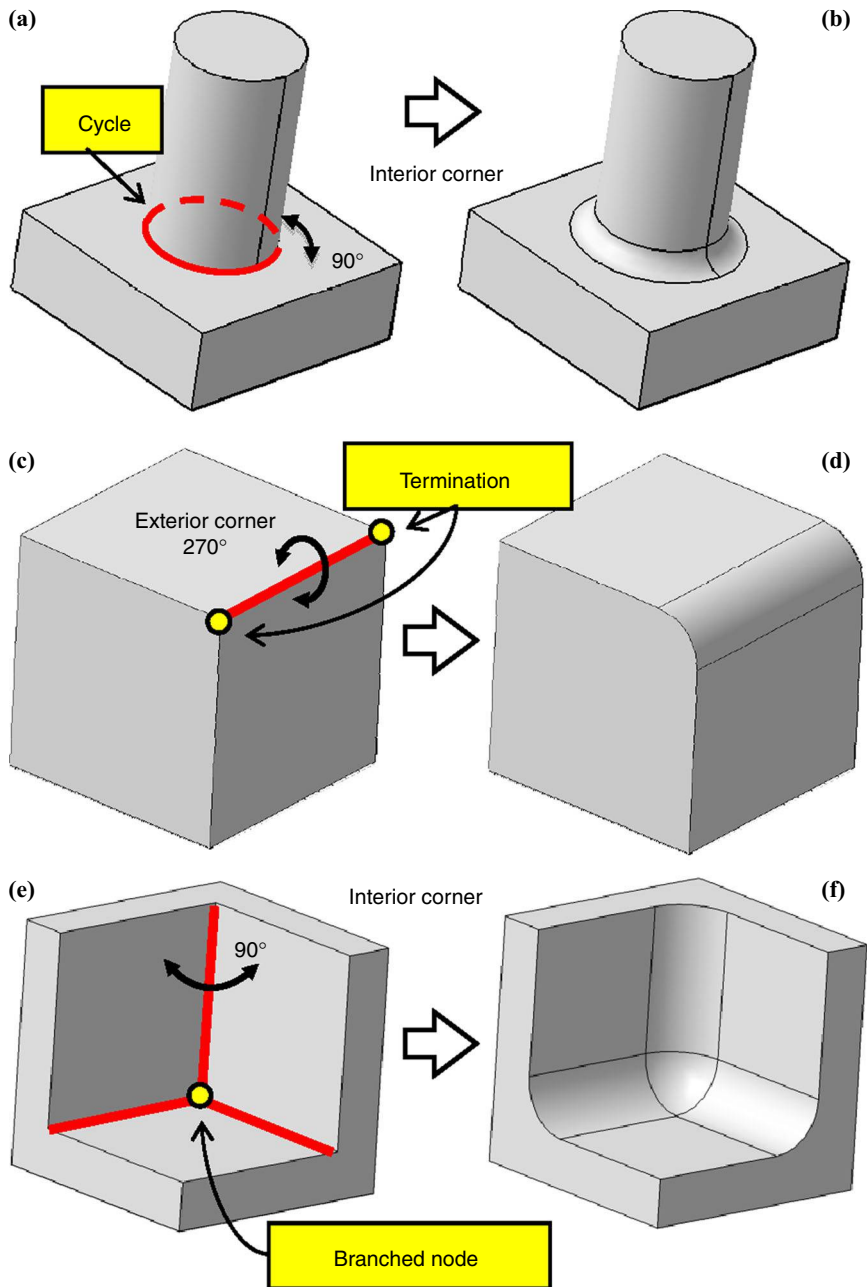 (a)
(b)
Cycle
Interior corner
90°
(c)
(d)
Termination
Exterior corner
270°
(e)
(f)
Interior corner
90°
Branched node